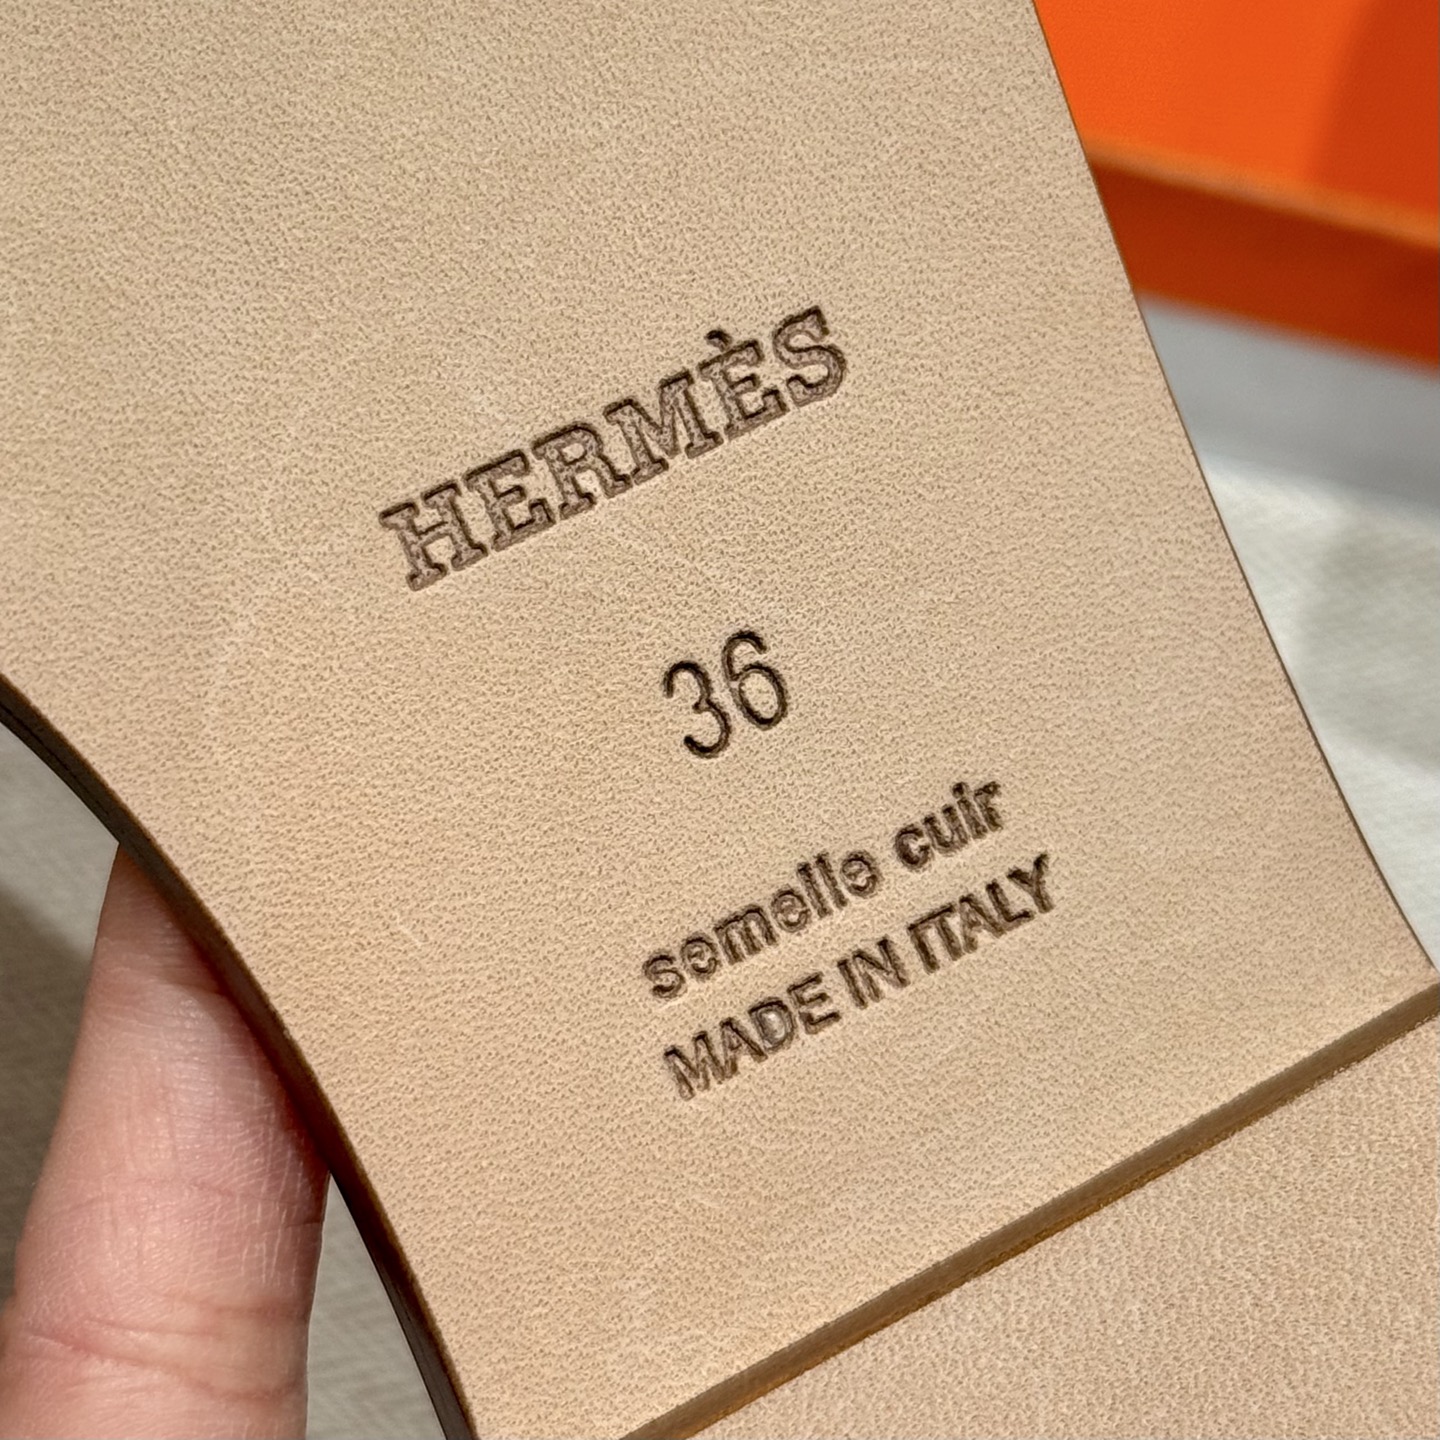 HERMÈS
36
semelle cuir
MADE IN ITALY